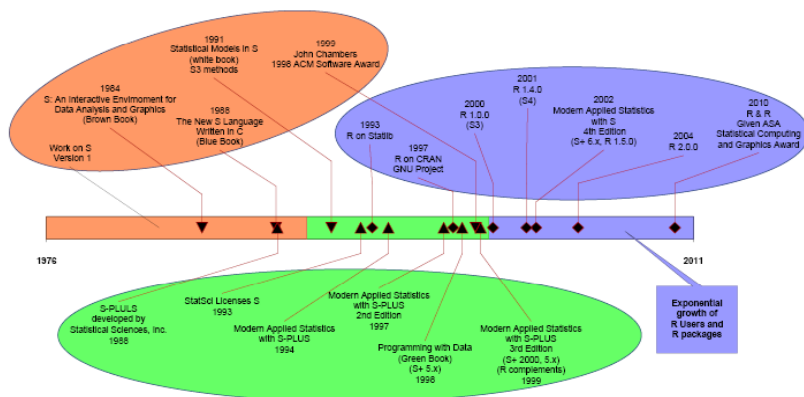 1991
Statistical Models in S
(white book)
S3 methods
1999
John Chambers
1998 ACM Software Award
1984
S: An Interactive Enviroment for
Data Analysis and Graphics
(Brown Book)
1988
The New S Language
Written in C
(Blue Book)
Work on S
Version 1
1993
R on Statlib
1997
R on CRAN
GNU Project
2000
R 1.0.0
(S3)
2001
R 1.4.0
(S4)
2002
Modern Applied Statistics
with S
4th Edition
(S+ 6.x, R 1.5.0)
2004
R 2.0.0
2010
R & R
Given ASA
Statistical Computing
and Graphics Award
1976
2011
S-PLULS
developed by
Statistical Sciences, Inc.
1988
StatSci Licenses S
1993
Modern Applied Statistics
with S-PLUS
1994
Modern Applied Statistics
with S-PLUS
2nd Edition
1997
Programming with Data
(Green Book)
(S+ 5.x)
1998
Modern Applied Statistics
with S-PLUS
3rd Edition
(S+ 2000, 5.x)
(R complements)
1999
Exponential
growth of
R Users and
R packages